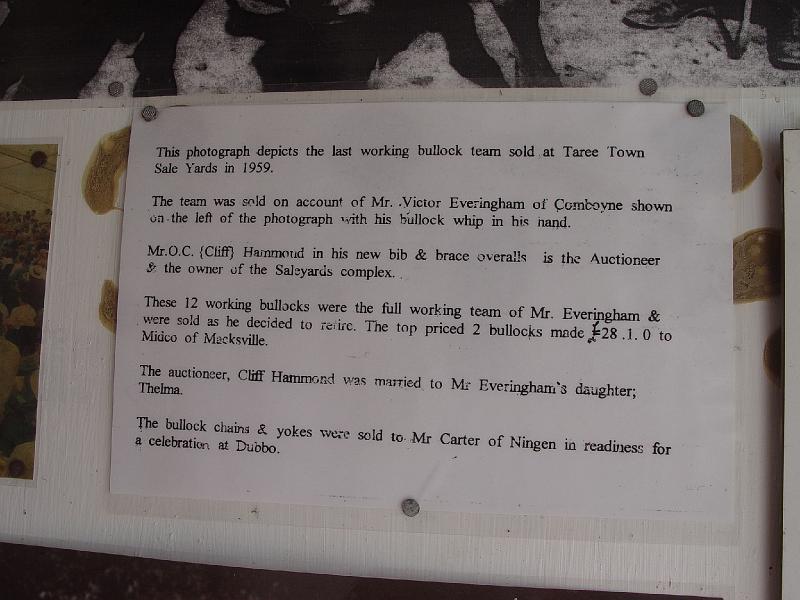 This photograph depicts the last working bullock team sold at Taree Town
Sale Yards in 1959.
The team was sold on account of Mr. .Victor Everingham of Comboyne shown
on the left of the photograph with his bullock whip in his hand.
Mr.O.C. {Cliff} Hammond in his new bib & brace overalls is the Auctioneer
& the owner of the Saleyards complex.
These 12 working bullocks were the full working team of Mr. Everingham &
were sold as he decided to retire. The top priced 2 bullocks made £28 .1. 0 to
Midco of Macksville.
The auctioneer, Cliff Hammond was married to Mr Everingham's daughter;
Thelma.
The bullock chains & yokes were sold to Mr Carter of Ningen in readiness for
a celebration at Dubbo.